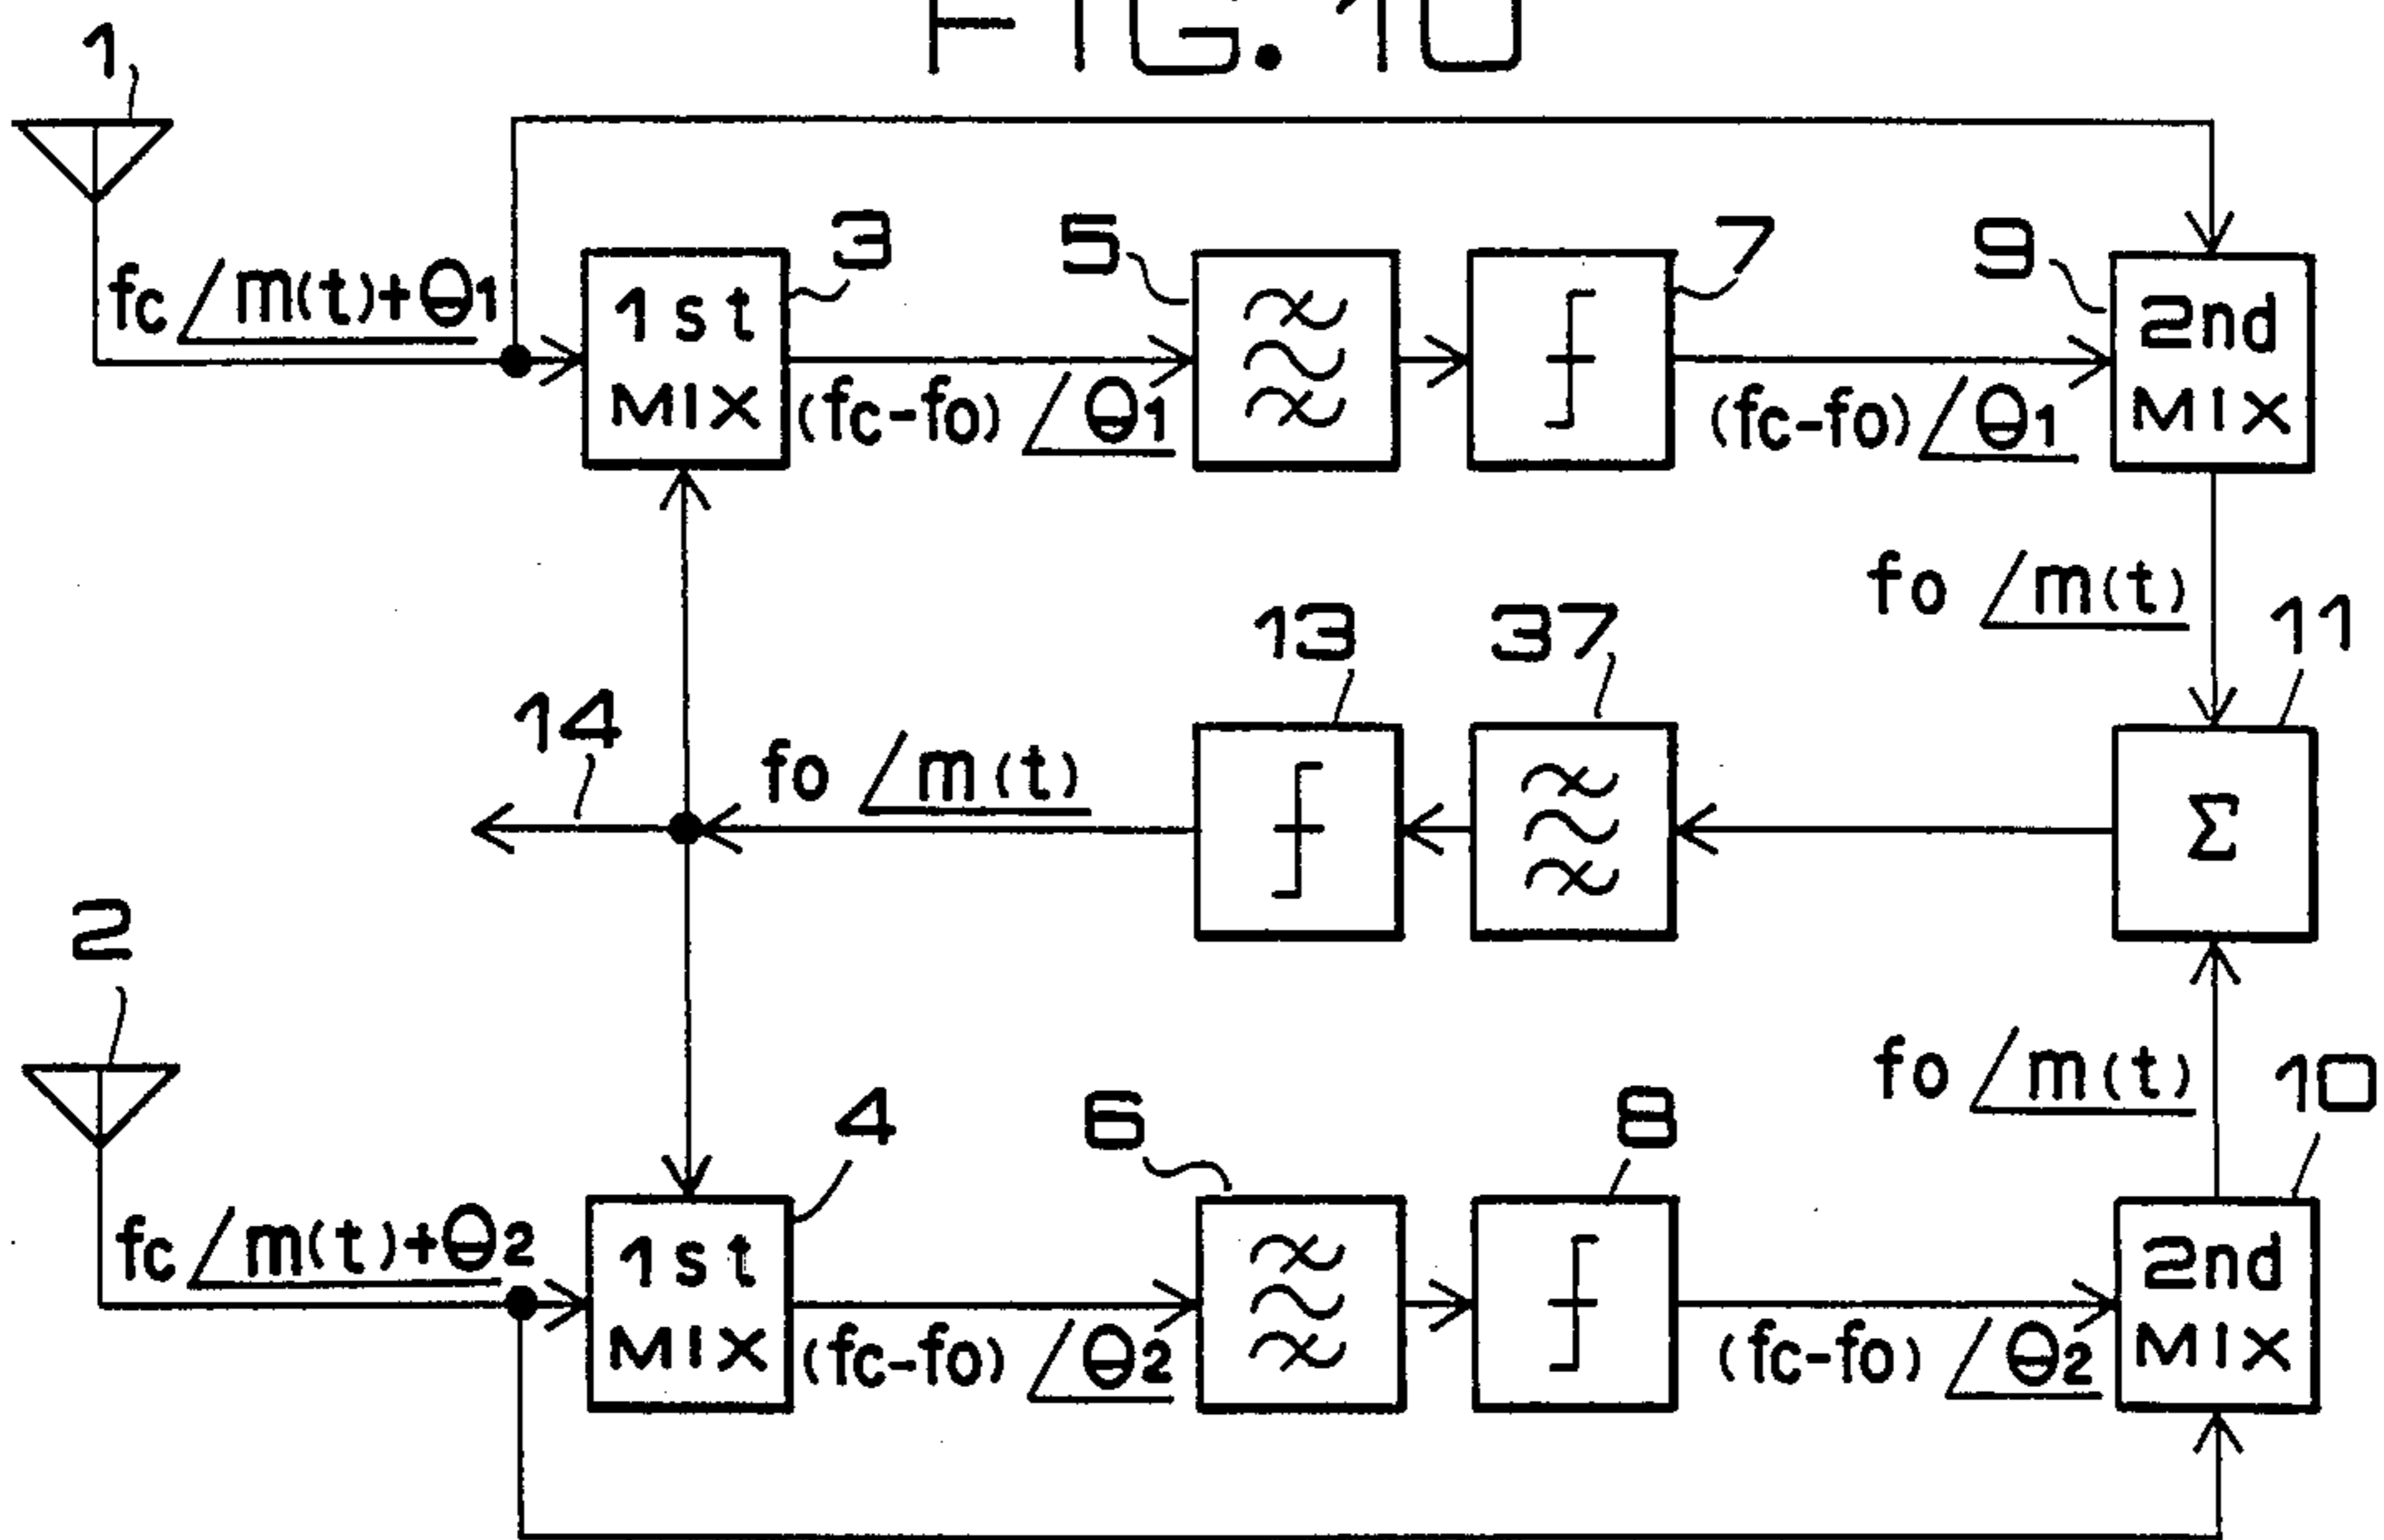 FIG. 10
1
fc∠m(t)+θ1
1st
MIX
3
(fc-fo)∠θ1
5
7
(fc-fo)∠θ1
9
2nd
MIX
fo∠m(t)
11
Σ
37
13
fo∠m(t)
14
2
fc∠m(t)+θ2
1st
MIX
4
(fc-fo)∠θ2
6
8
(fc-fo)∠θ2
2nd
MIX
10
fo∠m(t)